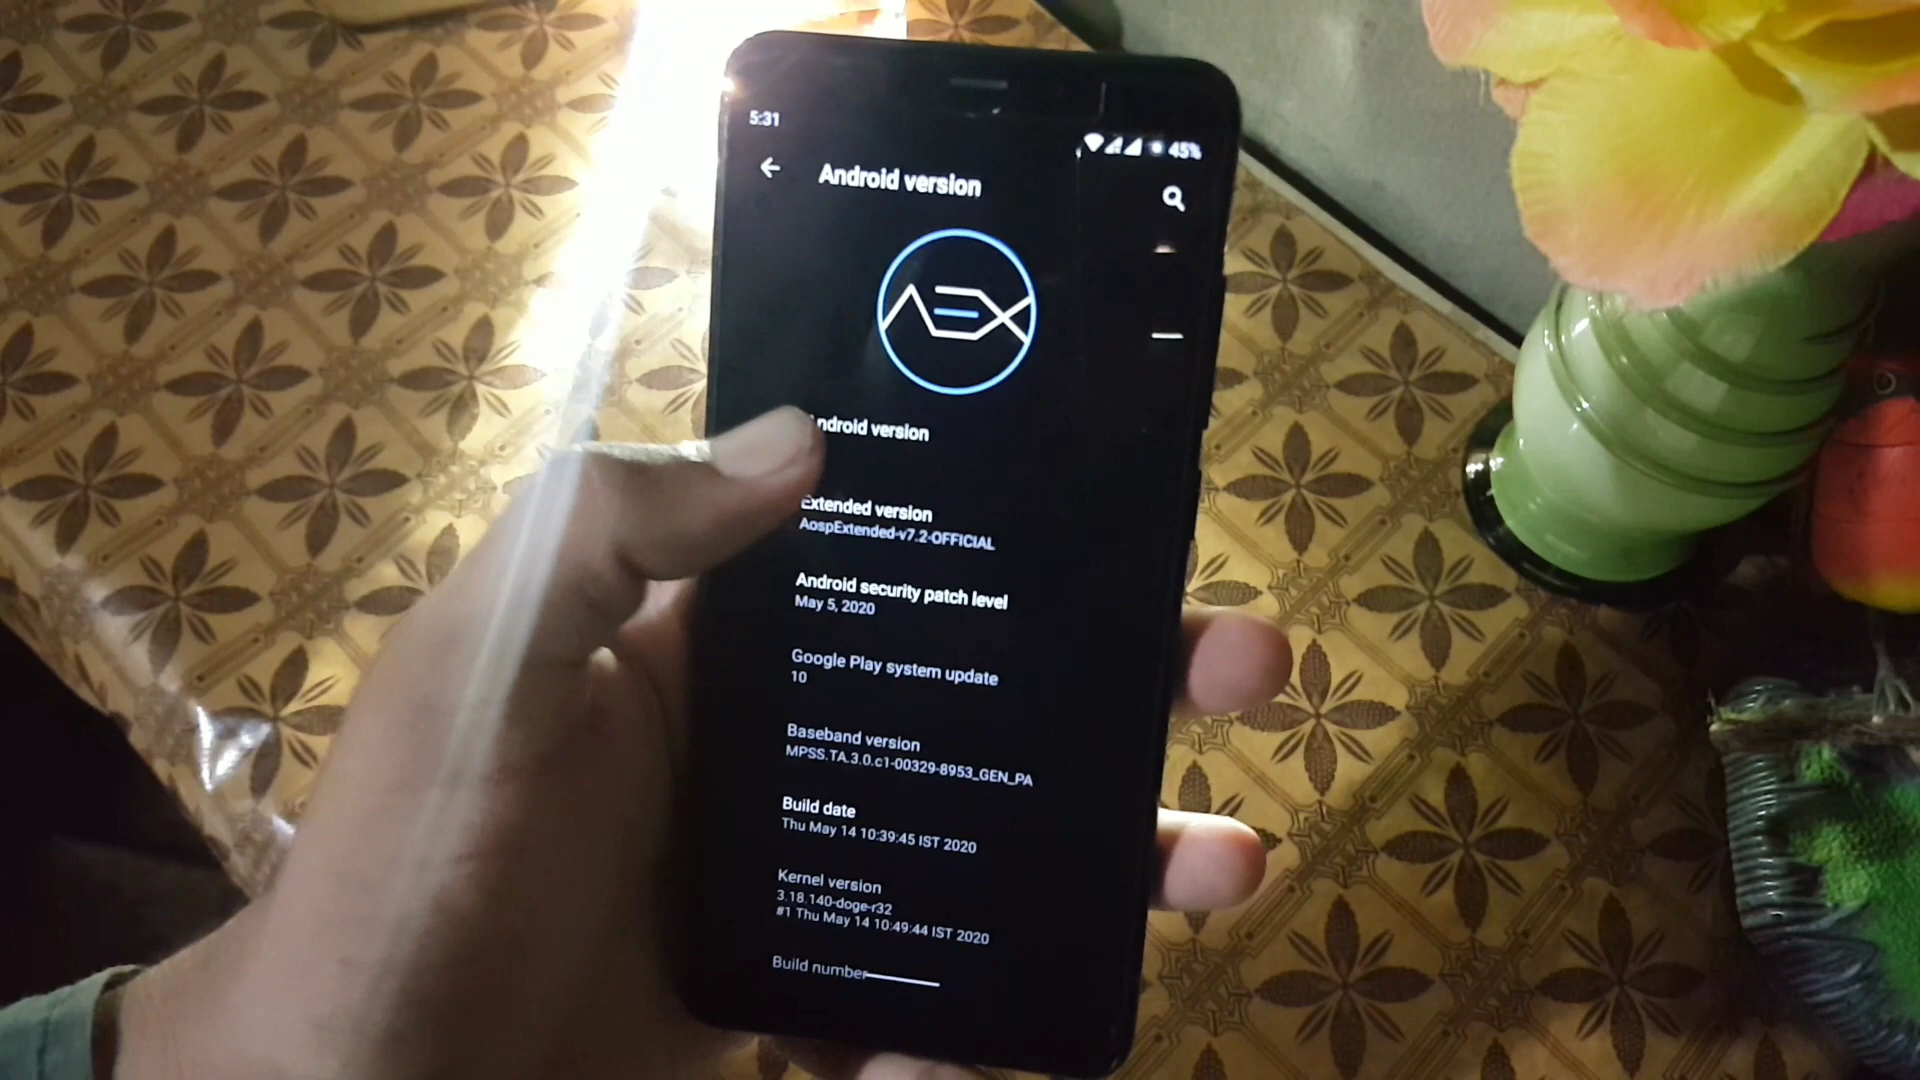 5:31
45%
Android version
AEX
Android version
Extended version
AospExtended-v7.2-OFFICIAL
Android security patch level
May 5, 2020
Google Play system update
10
Baseband version
MPSS.TA.3.0.c1-00329-8953_GEN_PA
Build date
Thu May 14 10:39:45 IST 2020
Kernel version
3.18.140-doge-r32
#1 Thu May 14 10:49:44 IST 2020
Build number